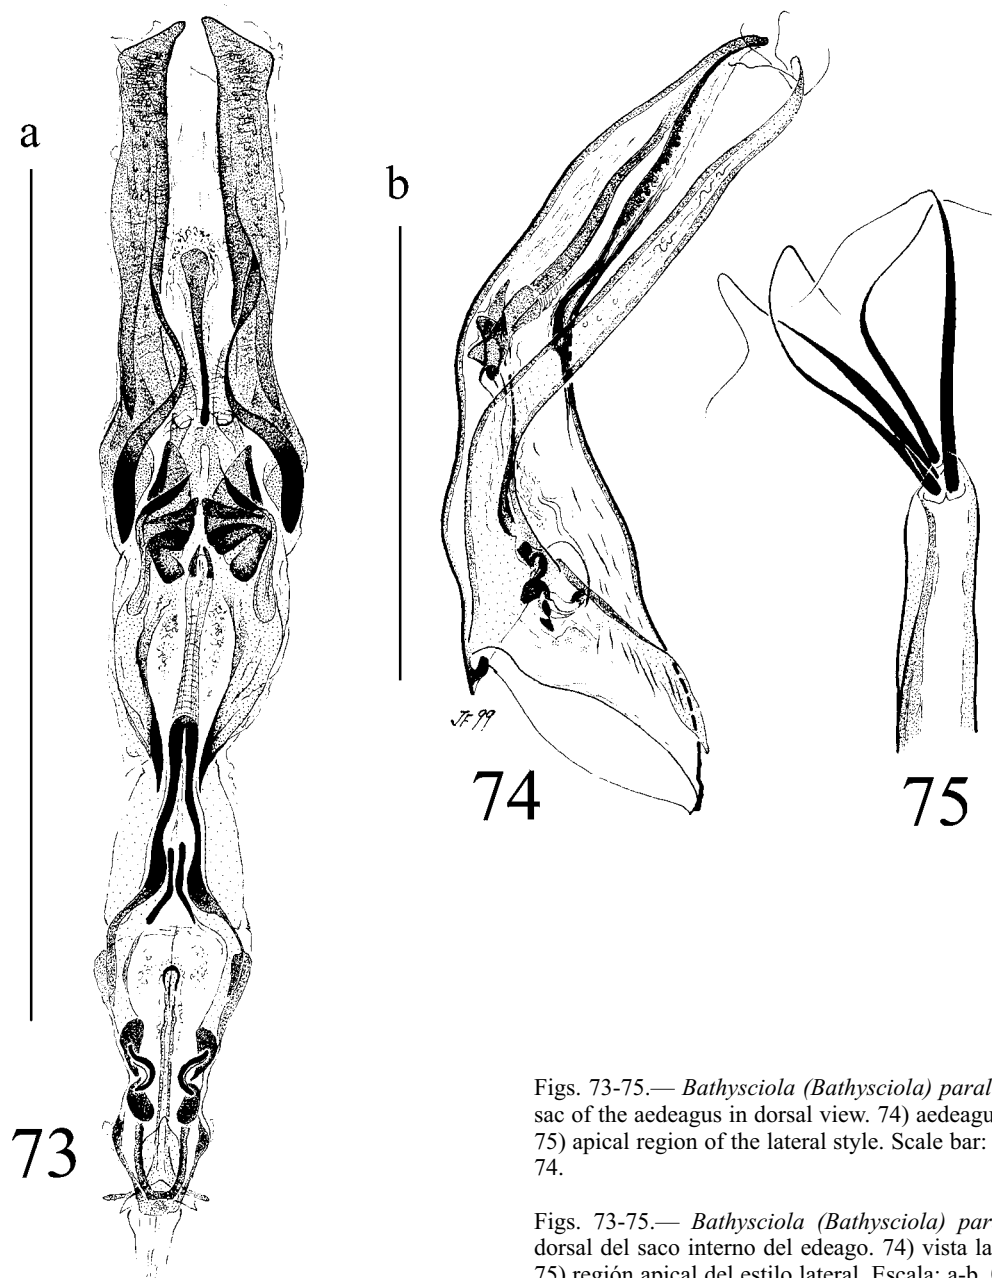 a
b
JF 99
74
75
73
Figs. 73-75.— Bathysciola (Bathysciola) paral
sac of the aedeagus in dorsal view. 74) aedeagu
75) apical region of the lateral style. Scale bar:
74.
Figs. 73-75.— Bathysciola (Bathysciola) par
dorsal del saco interno del edeago. 74) vista la
75) región apical del estilo lateral. Escala: a-b,